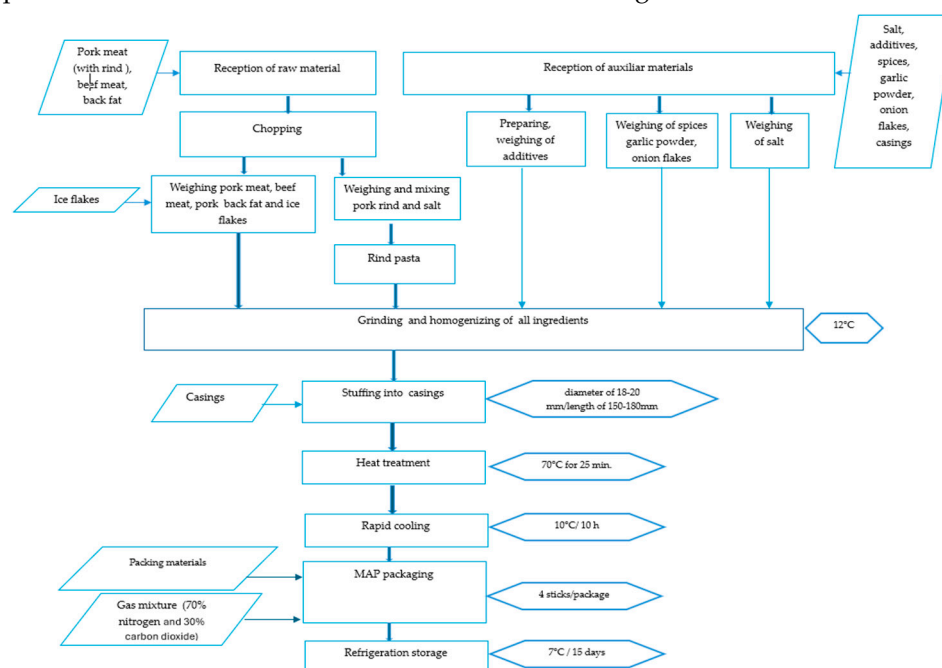 Pork meat
(with rind ),
beef meat,
back fat
Reception of raw material
Reception of auxiliar materials
Salt,
additives,
spices,
garlic
powder,
onion
flakes,
casings
Chopping
Preparing,
weighing of
additives
Weighing of spices
garlic powder,
onion flakes
Weighing
of salt
Ice flakes
Weighing pork meat, beef
meat, pork back fat and ice
flakes
Weighing and mixing
pork rind and salt
Rind pasta
Grinding and homogenizing of all ingredients
12°C
Casings
Stuffing into casings
diameter of 18-20
mm/length of 150-180mm
Heat treatment
70°C for 25 min.
Rapid cooling
10°C/ 10 h
Packing materials
MAP packaging
4 sticks/package
Gas mixture (70%
nitrogen and 30%
carbon dioxide)
Refrigeration storage
7°C / 15 days